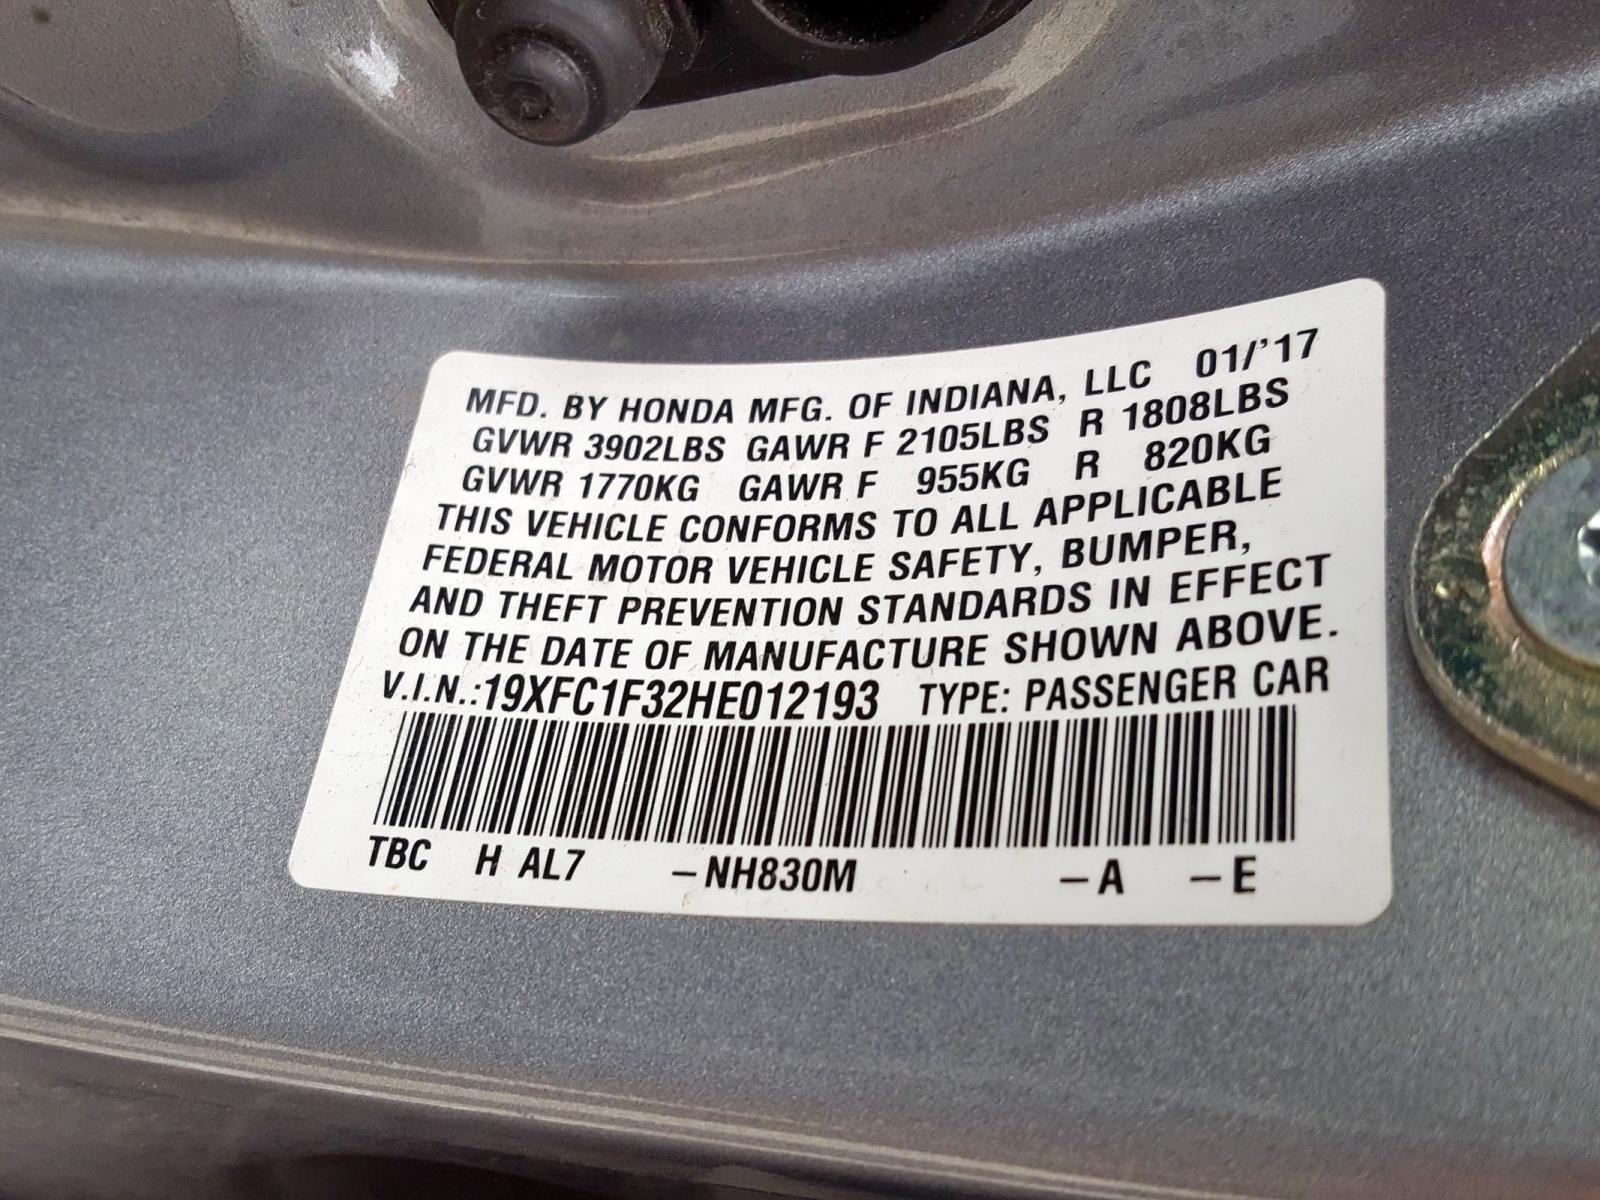 MFD. BY HONDA MFG. OF INDIANA, LLC 01/'17
GVWR 3902LBS GAWR F 2105LBS R 1808LBS
GVWR 1770KG GAWR F 955KG R 820KG
THIS VEHICLE CONFORMS TO ALL APPLICABLE
FEDERAL MOTOR VEHICLE SAFETY, BUMPER,
AND THEFT PREVENTION STANDARDS IN EFFECT
ON THE DATE OF MANUFACTURE SHOWN ABOVE.
V.I.N.:19XFC1F32HE012193 TYPE: PASSENGER CAR
TBC H AL7 –NH830M –A –E